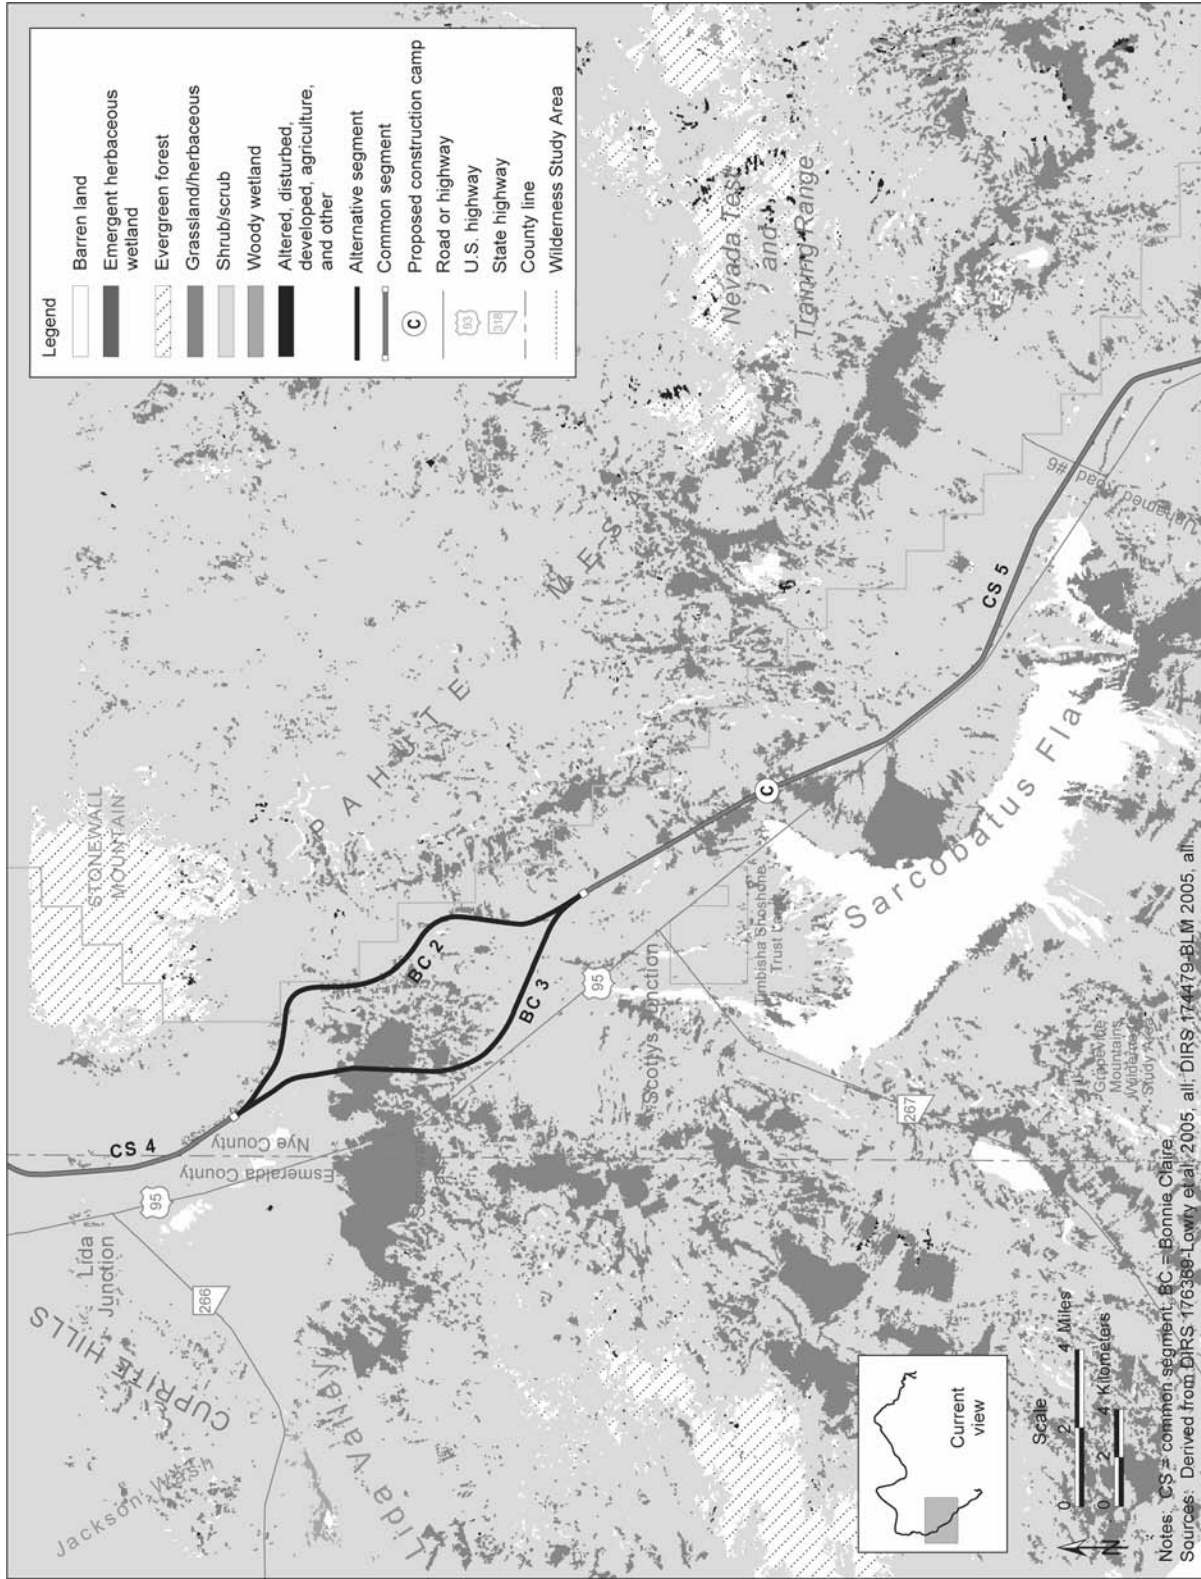 Legend
Barren land
Emergent herbaceous
wetland
Evergreen forest
Grassland/herbaceous
Shrub/scrub
Woody wetland
Altered, disturbed,
developed, agriculture,
and other
Alternative segment
Common segment
C
Proposed construction camp
Road or highway
93
U.S. highway
318
State highway
County line
Wilderness Study Area
STONEWALL
MOUNTAIN
CS 4
Lida
Junction
95
Nye County
Esmeralda County
266
CUPRITE HILLS
Jackson Wash
Lida Valley
PAHUTE MESA
BC 2
BC 3
95
Scottys Junction
Timbisha Shoshone
Trust Land
C
Nevada Test
and
Training Range
Sarcobatus Flat
CS 5
Unnamed Road #6
267
Grapevine
Mountains
Wilderness
Study Area
Current
view
Scale
0 2 4 Miles
0 2 4 Kilometers
N
Notes: CS = common segment; BC = Bonnie Claire.
Sources: Derived from DIRS 176369-Lowry et al. 2005, all; DIRS 174479-BLM 2005, all.